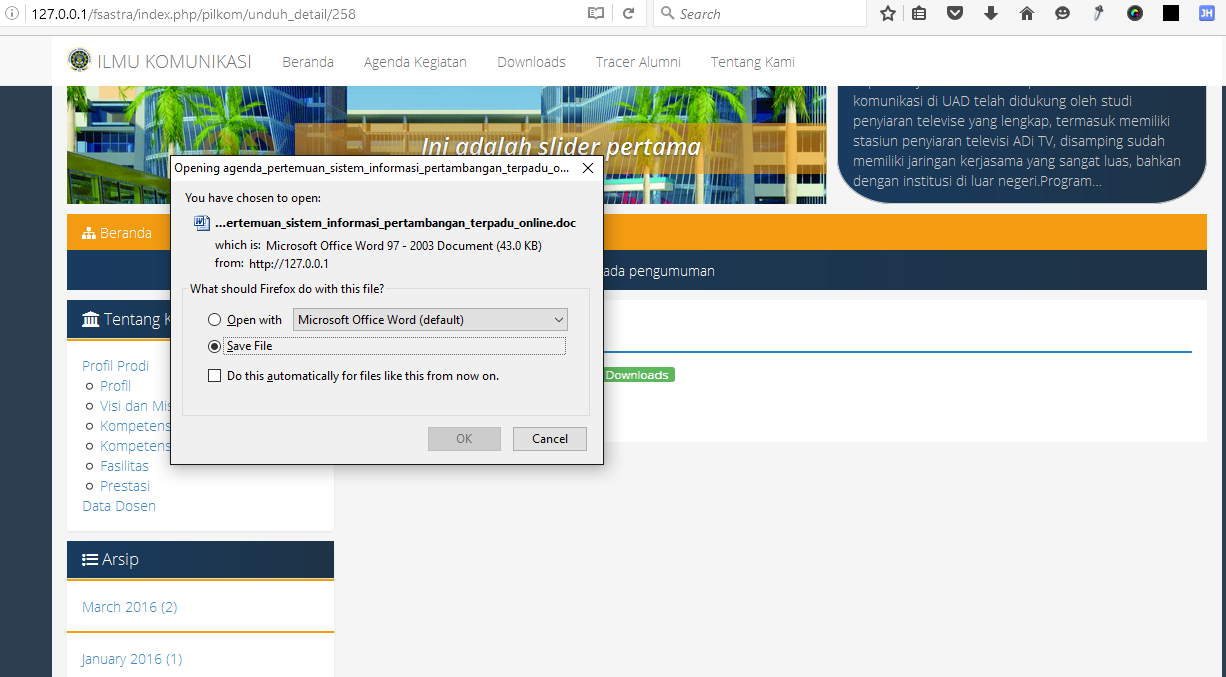 127.0.0.1/fsastra/index.php/pilkom/unduh_detail/258
Search
JH
ILMU KOMUNIKASI
Beranda
Agenda Kegiatan
Downloads
Tracer Alumni
Tentang Kami
Ini adalah slider pertama
komunikasi di UAD telah didukung oleh studi
penyiaran televise yang lengkap, termasuk memiliki
stasiun penyiaran televisi ADi TV, disamping sudah
memiliki jaringan kerjasama yang sangat luas, bahkan
dengan institusi di luar negeri.Program...
Beranda
ada pengumuman
Opening agenda_pertemuan_sistem_informasi_pertambangan_terpadu_o...
You have chosen to open:
...ertemuan_sistem_informasi_pertambangan_terpadu_online.doc
which is: Microsoft Office Word 97 - 2003 Document (43.0 KB)
from: http://127.0.0.1
What should Firefox do with this file?
Open with
Microsoft Office Word (default)
Save File
Do this automatically for files like this from now on.
OK
Cancel
Downloads
Tentang K
Profil Prodi
Profil
Visi dan Mis
Kompetens
Kompetens
Fasilitas
Prestasi
Data Dosen
Arsip
March 2016 (2)
January 2016 (1)